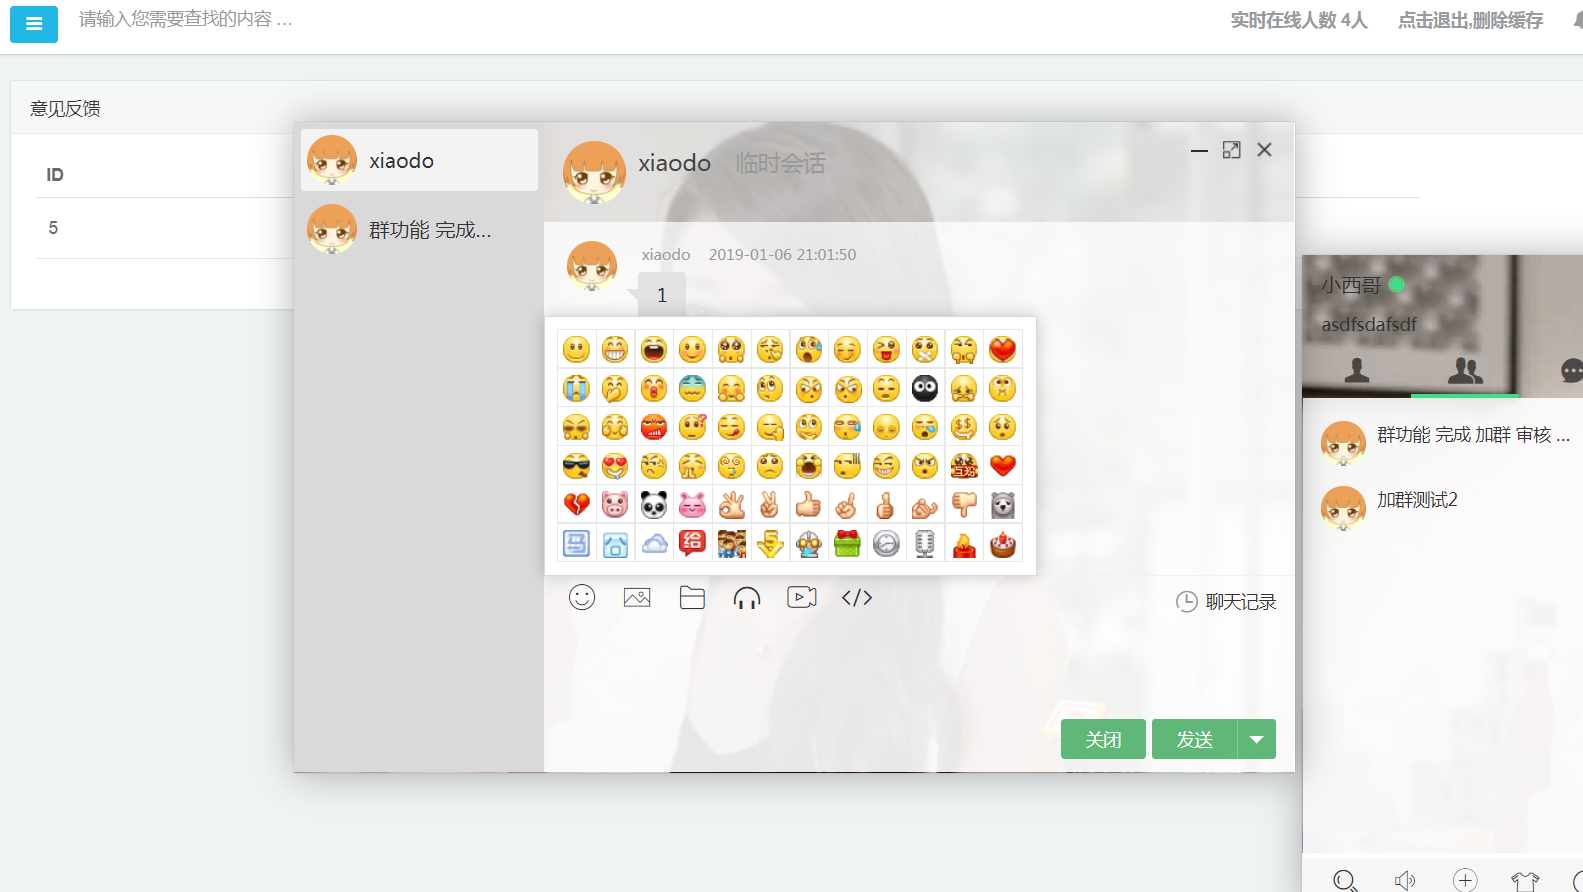 请输入您需要查找的内容 …
实时在线人数 4人
点击退出,删除缓存
意见反馈
ID
5
xiaodo
群功能 完成...
xiaodo 临时会话
xiaodo 2019-01-06 21:01:50
1
聊天记录
关闭
发送
小西哥
asdfsdafsdf
群功能 完成 加群 审核 ...
加群测试2